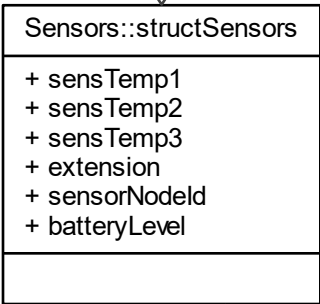 Sensors::structSensors
+ sensTemp1
+ sensTemp2
+ sensTemp3
+ extension
+ sensorNodeId
+ batteryLevel